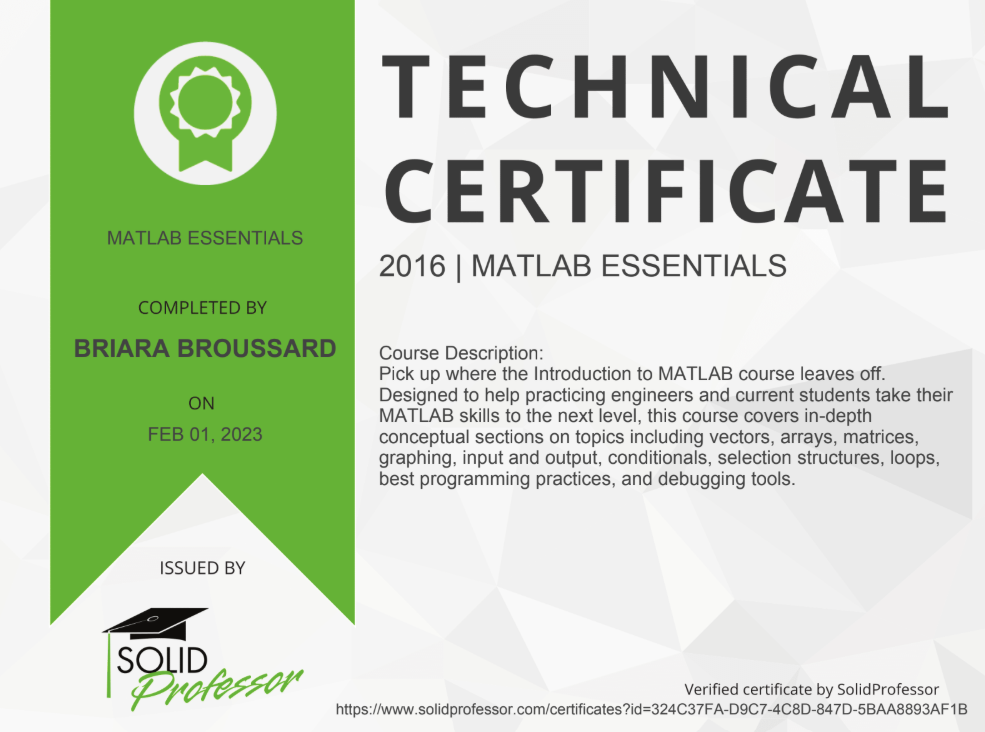 TECHNICAL
CERTIFICATE
2016 | MATLAB ESSENTIALS
MATLAB ESSENTIALS
COMPLETED BY
BRIARA BROUSSARD
ON
FEB 01, 2023
Course Description:
Pick up where the Introduction to MATLAB course leaves off.
Designed to help practicing engineers and current students take their
MATLAB skills to the next level, this course covers in-depth
conceptual sections on topics including vectors, arrays, matrices,
graphing, input and output, conditionals, selection structures, loops,
best programming practices, and debugging tools.
ISSUED BY
SOLID
Professor
Verified certificate by SolidProfessor
https://www.solidprofessor.com/certificates?id=324C37FA-D9C7-4C8D-847D-5BAA8893AF1B